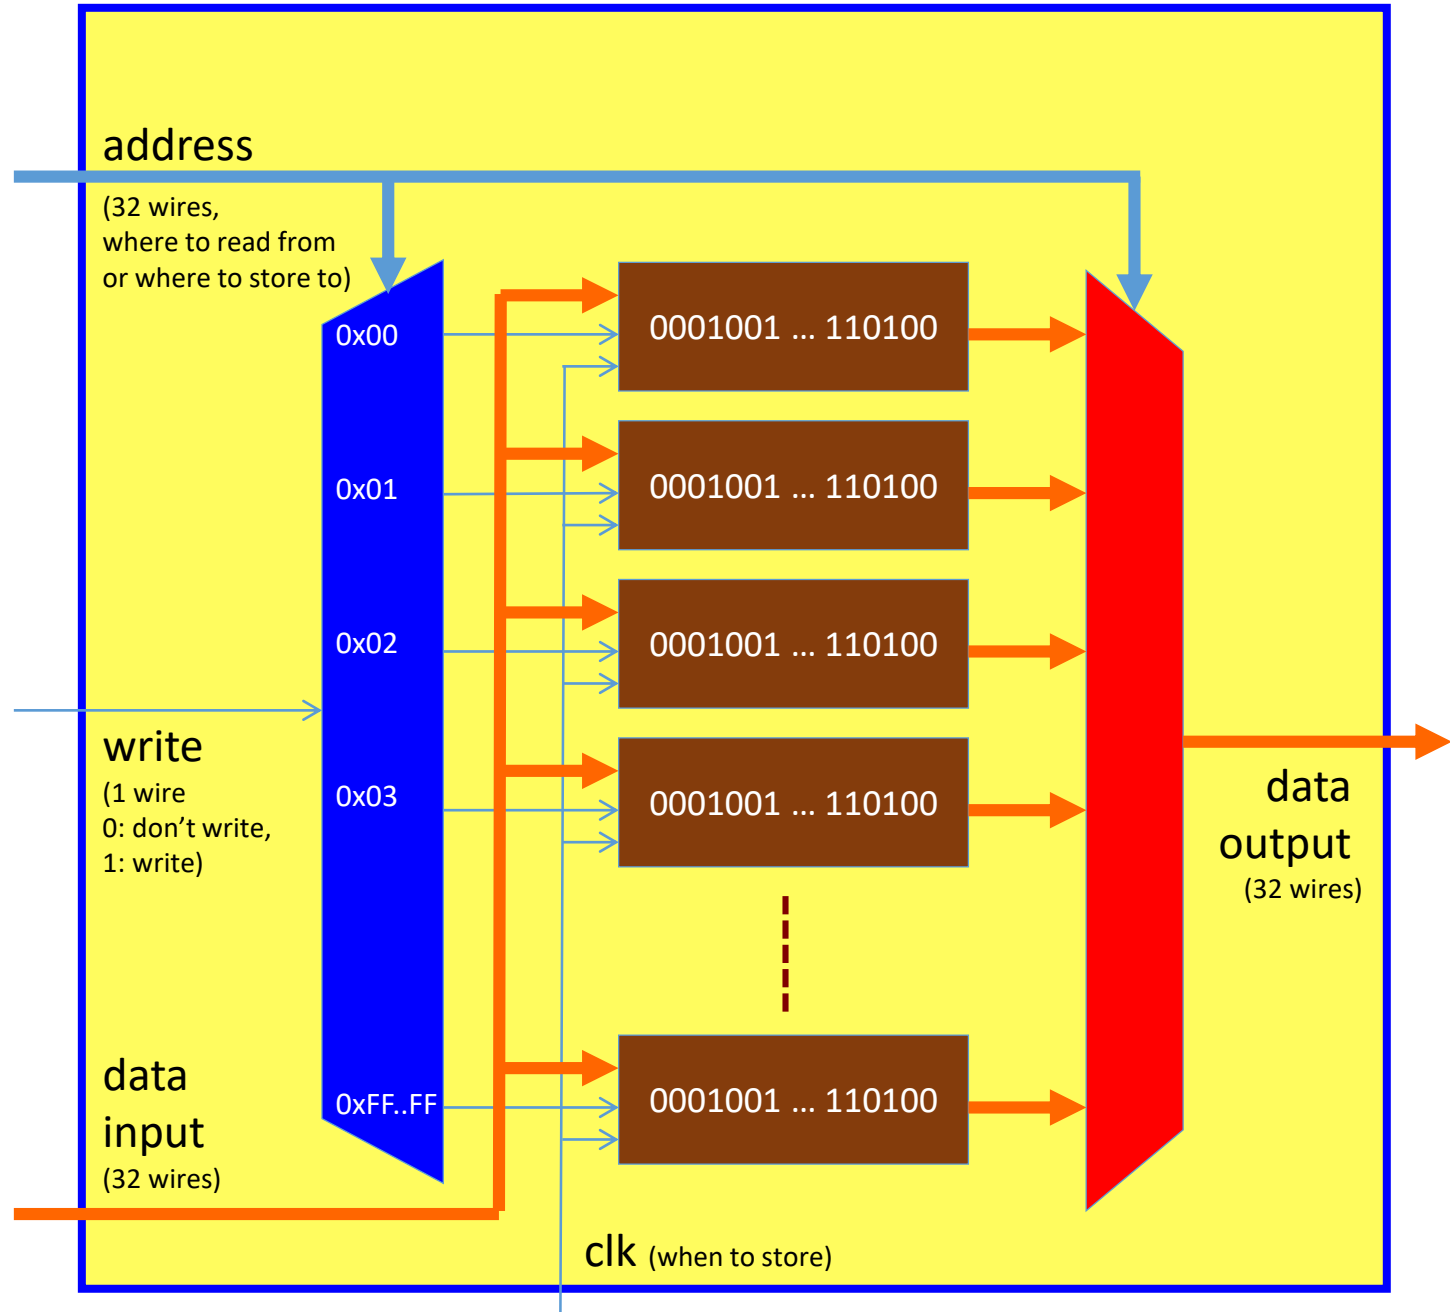 address
(32 wires,
where to read from
or where to store to)
0x00
0001001 ... 110100
0x01
0001001 ... 110100
0x02
0001001 ... 110100
write
(1 wire
0: don't write,
1: write)
0x03
0001001 ... 110100
data
output
(32 wires)
data
input
(32 wires)
0xFF..FF
0001001 ... 110100
clk (when to store)